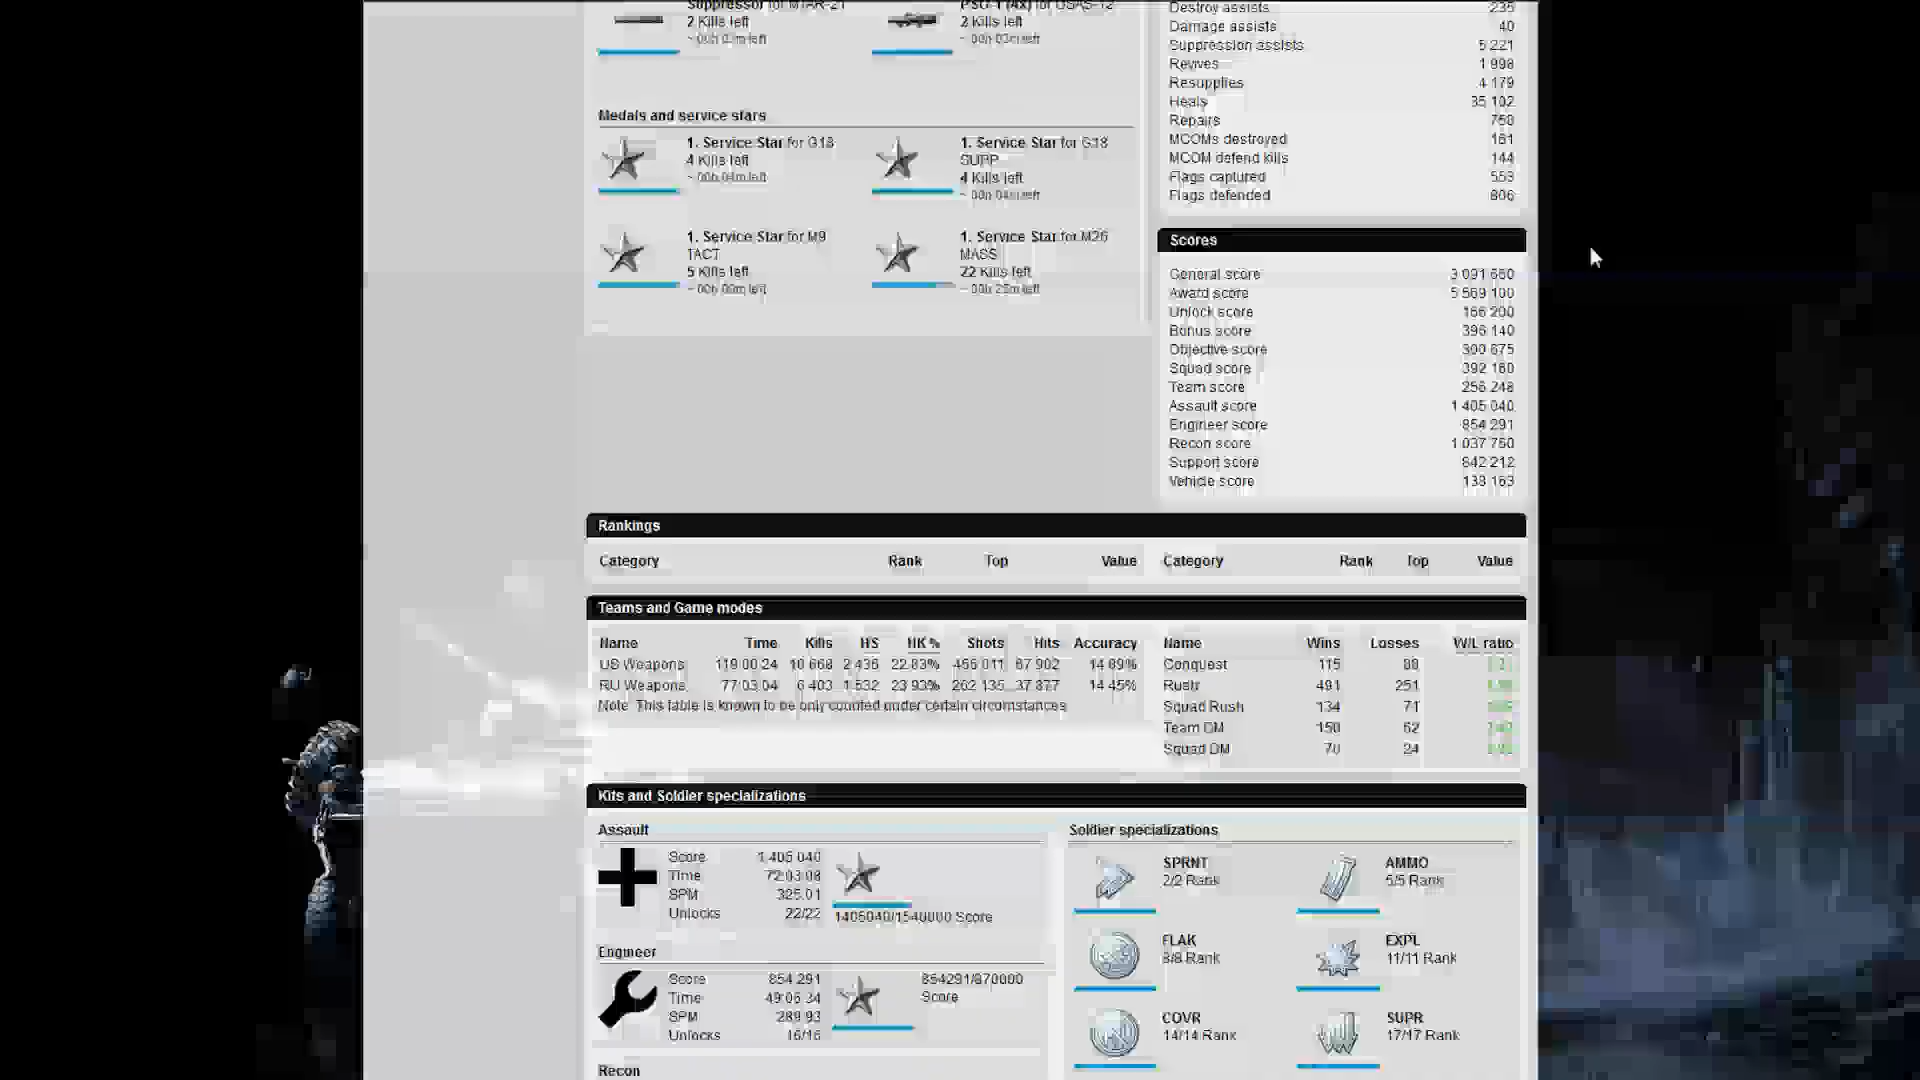 Suppressor for MTAR-21
2 Kills left
PSO-1 (4x) for USAS-12
2 Kills left
Destroy assists 235
Damage assists 40
Suppression assists 5 221
Revives 1 998
Resupplies 4 179
Heals 35 102
Repairs
MCOMs destroyed 161
MCOM defend kills 144
Flags captured 553
Flags defended 806
Medals and service stars
1. Service Star for G18
4 Kills left
1. Service Star for G18
SUPP
4 Kills left
1. Service Star for M9
TACT
5 Kills left
1. Service Star for M26
MASS
22 Kills left
Scores
General score
Award score 5 569 100
Unlock score 166 200
Bonus score 396 140
Objective score 300 675
Squad score 392 160
Team score 256 248
Assault score 1 405 040
Engineer score 854 291
Recon score 1 037 750
Support score 842 212
Vehicle score 138 163
Rankings
Category Rank Top Value
Category Rank Top Value
Teams and Game modes
Name Time Kills HS HK % Shots Hits Accuracy
US Weapons 119:00:24 10 668 2 435 22.83% 456 011 67 902 14.89%
RU Weapons 77:03:04 6 403 1 532 23.93% 262 135 37 877 14.45%
Note: This table is known to be only counted under certain circumstances
Name Wins Losses W/L ratio
Conquest 115 88
Rush 491 251
Squad Rush 134 71
Team DM 150 62
Squad DM 70 24
Kits and Soldier specializations
Assault
Score 1 405 040
Time 72:03:08
SPM 325.01
Unlocks 22/22
1405040/1540000 Score
Engineer
Score 854 291
Time 49:06:34
SPM 289.93
Unlocks 16/16
854291/870000
Score
Recon
Soldier specializations
SPRNT
2/2 Rank
AMMO
5/5 Rank
FLAK
8/8 Rank
EXPL
11/11 Rank
COVR
14/14 Rank
SUPR
17/17 Rank